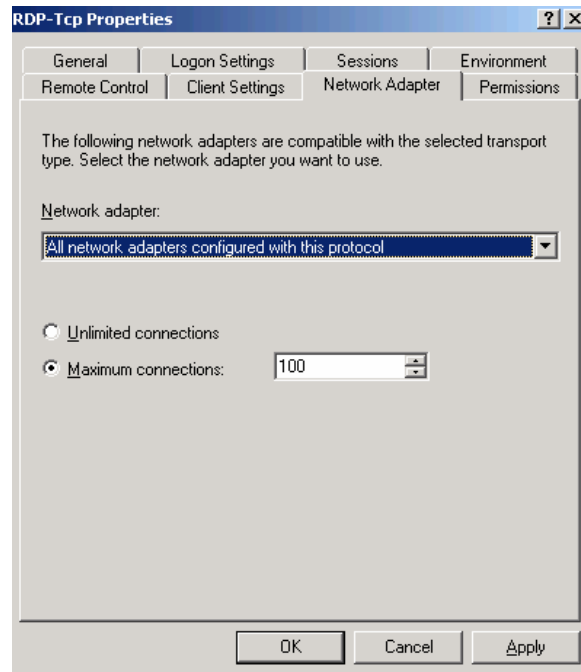 RDP-Tcp Properties
General Logon Settings Sessions Environment
Remote Control Client Settings Network Adapter Permissions
The following network adapters are compatible with the selected transport
type. Select the network adapter you want to use.
Network adapter:
All network adapters configured with this protocol
Unlimited connections
Maximum connections: 100
OK Cancel Apply